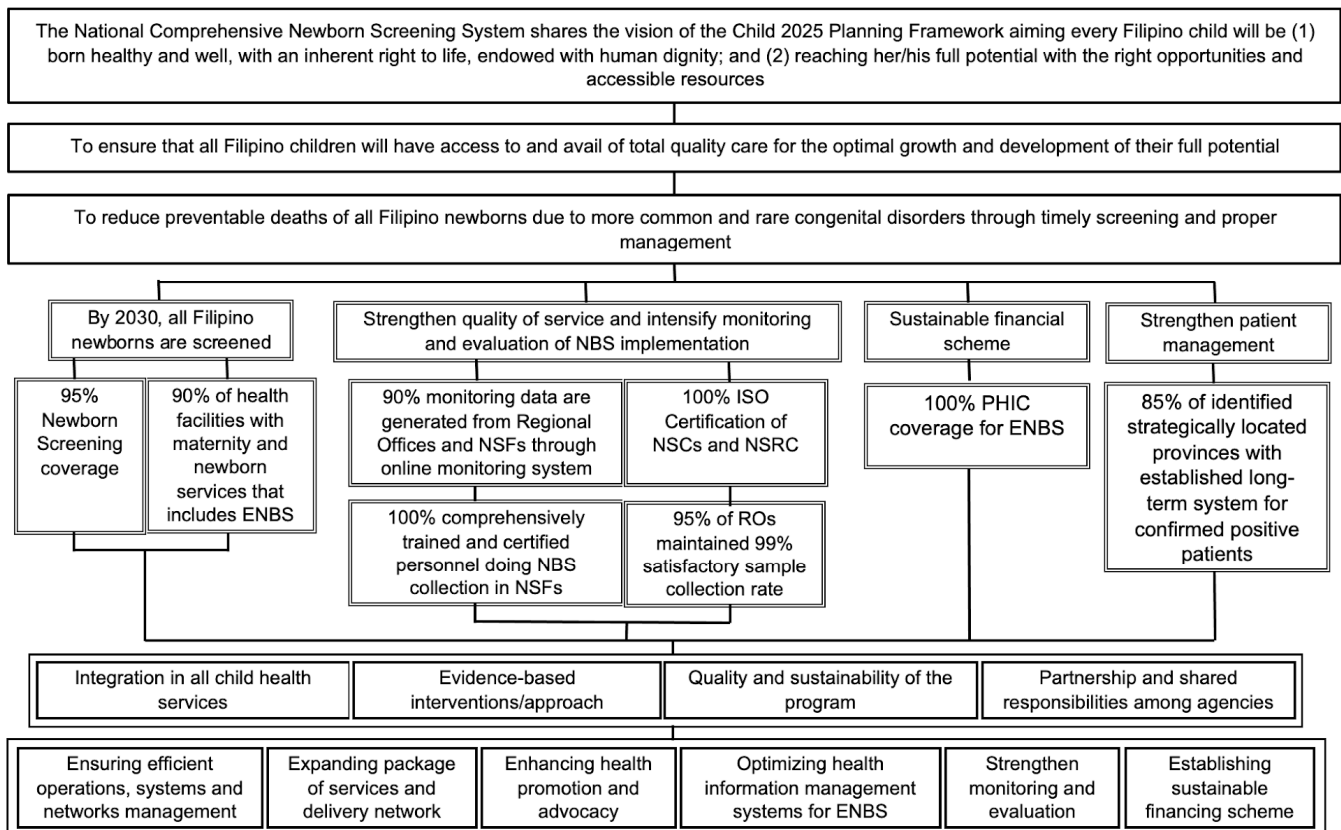 The National Comprehensive Newborn Screening System shares the vision of the Child 2025 Planning Framework aiming every Filipino child will be (1)
born healthy and well, with an inherent right to life, endowed with human dignity; and (2) reaching her/his full potential with the right opportunities and
accessible resources
To ensure that all Filipino children will have access to and avail of total quality care for the optimal growth and development of their full potential
To reduce preventable deaths of all Filipino newborns due to more common and rare congenital disorders through timely screening and proper
management
By 2030, all Filipino
newborns are screened
Strengthen quality of service and intensify monitoring
and evaluation of NBS implementation
Sustainable financial
scheme
Strengthen patient
management
95%
Newborn
Screening
coverage
90% of health
facilities with
maternity and
newborn
services that
includes ENBS
90% monitoring data are
generated from Regional
Offices and NSFs through
online monitoring system
100% ISO
Certification of
NSCs and NSRC
100% PHIC
coverage for ENBS
85% of identified
strategically located
provinces with
established long-
term system for
confirmed positive
patients
100% comprehensively
trained and certified
personnel doing NBS
collection in NSFs
95% of ROs
maintained 99%
satisfactory sample
collection rate
Integration in all child health
services
Evidence-based
interventions/approach
Quality and sustainability of the
program
Partnership and shared
responsibilities among agencies
Ensuring efficient
operations, systems and
networks management
Expanding package
of services and
delivery network
Enhancing health
promotion and
advocacy
Optimizing health
information management
systems for ENBS
Strengthen
monitoring and
evaluation
Establishing
sustainable
financing scheme